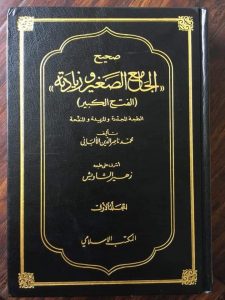 صحيح
«الجامع الصغير وزيادته»
(الفتح الكبير)
الطبعة المجددة والمزيدة والمنقحة
تأليف
محمد ناصر الدين الألباني
أشرف على طبعه
زهير الشاويش
المجلد الأول
المكتب الإسلامي